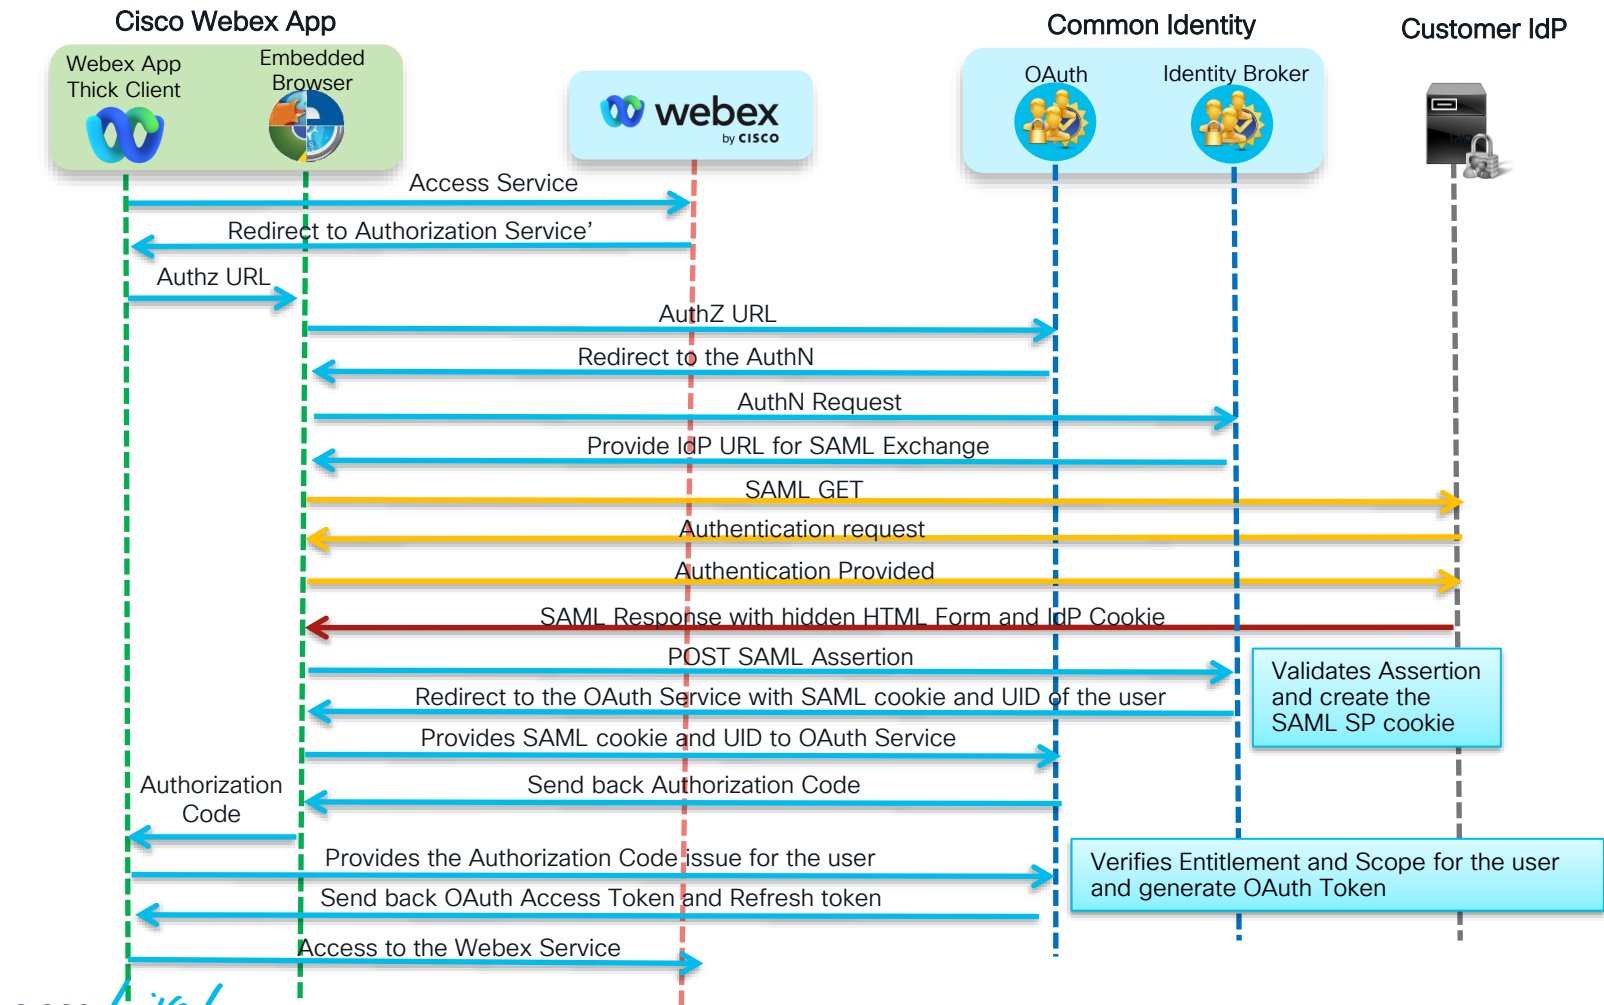 Cisco Webex App
Common Identity
Customer IdP
Webex App
Thick Client
Embedded
Browser
webex
by CISCO
OAuth
Identity Broker
Access Service
Redirect to Authorization Service’
Authz URL
AuthZ URL
Redirect to the AuthN
AuthN Request
Provide IdP URL for SAML Exchange
SAML GET
Authentication request
Authentication Provided
SAML Response with hidden HTML Form and IdP Cookie
POST SAML Assertion
Validates Assertion
and create the
SAML SP cookie
Redirect to the OAuth Service with SAML cookie and UID of the user
Provides SAML cookie and UID to OAuth Service
Send back Authorization Code
Authorization
Code
Provides the Authorization Code issue for the user
Verifies Entitlement and Scope for the user
and generate OAuth Token
Send back OAuth Access Token and Refresh token
Access to the Webex Service